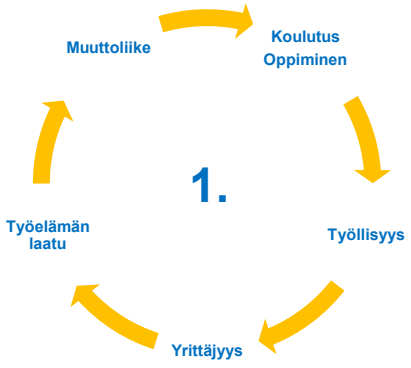 Muuttoliike
Koulutus
Oppiminen
1.
Työelämän
laatu
Työllisyys
Yrittäjyys